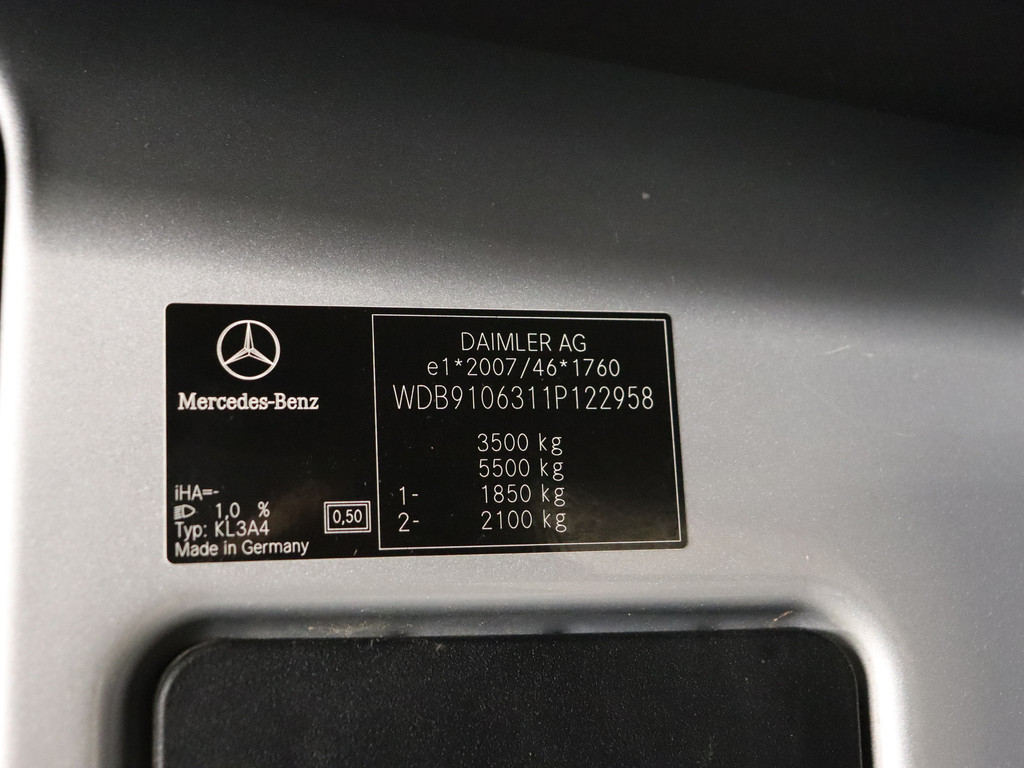 Mercedes-Benz
iHA=-
1,0 %
Typ: KL3A4
Made in Germany
0,50
DAIMLER AG
e1*2007/46*1760
WDB9106311P122958
3500 kg
5500 kg
1- 1850 kg
2- 2100 kg